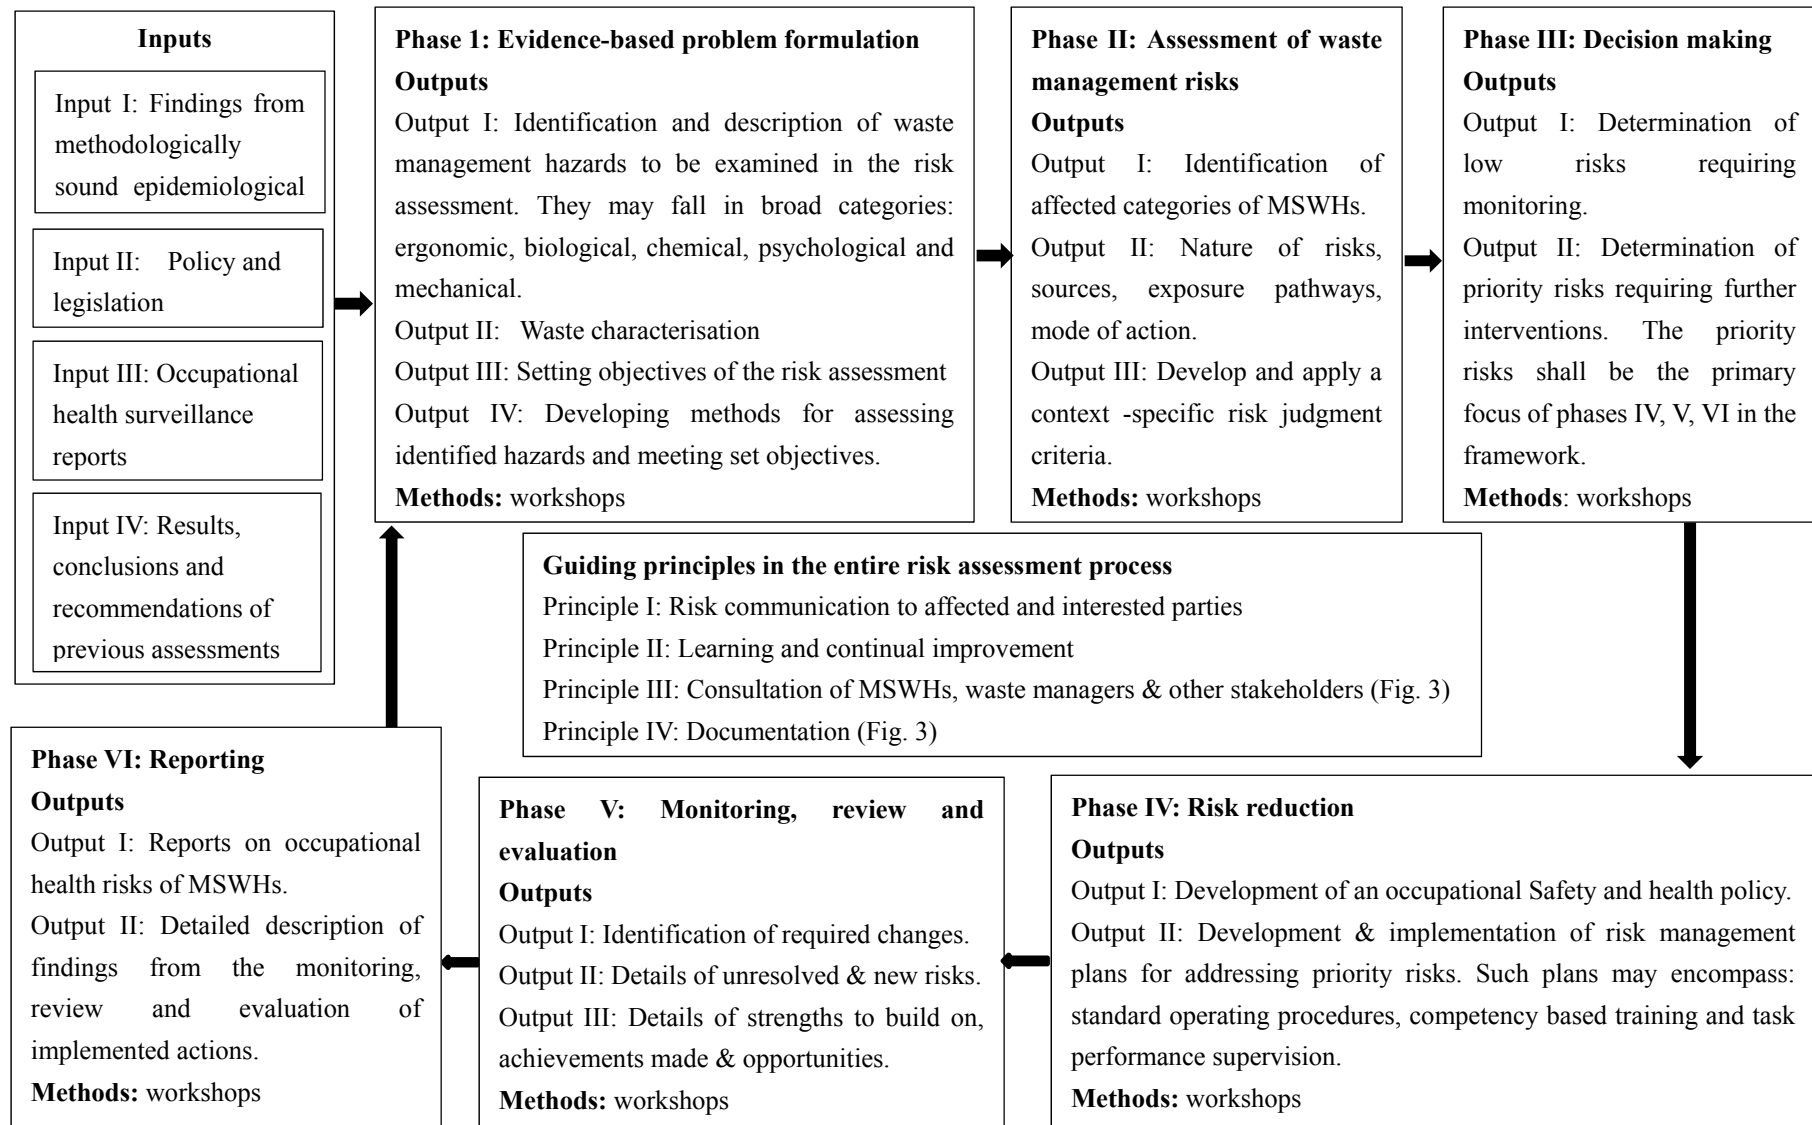 Inputs
Input I: Findings from
methodologically
sound epidemiological
Input II: Policy and
legislation
Input III: Occupational
health surveillance
reports
Input IV: Results,
conclusions and
recommendations of
previous assessments
Phase 1: Evidence-based problem formulation
Outputs
Output I: Identification and description of waste
management hazards to be examined in the risk
assessment. They may fall in broad categories:
ergonomic, biological, chemical, psychological and
mechanical.
Output II: Waste characterisation
Output III: Setting objectives of the risk assessment
Output IV: Developing methods for assessing
identified hazards and meeting set objectives.
Methods: workshops
Phase II: Assessment of waste
management risks
Outputs
Output I: Identification of
affected categories of MSWHs.
Output II: Nature of risks,
sources, exposure pathways,
mode of action.
Output III: Develop and apply a
context -specific risk judgment
criteria.
Methods: workshops
Phase III: Decision making
Outputs
Output I: Determination of
low risks requiring
monitoring.
Output II: Determination of
priority risks requiring further
interventions. The priority
risks shall be the primary
focus of phases IV, V, VI in the
framework.
Methods: workshops
Guiding principles in the entire risk assessment process
Principle I: Risk communication to affected and interested parties
Principle II: Learning and continual improvement
Principle III: Consultation of MSWHs, waste managers & other stakeholders (Fig. 3)
Principle IV: Documentation (Fig. 3)
Phase VI: Reporting
Outputs
Output I: Reports on occupational
health risks of MSWHs.
Output II: Detailed description of
findings from the monitoring,
review and evaluation of
implemented actions.
Methods: workshops
Phase V: Monitoring, review and
evaluation
Outputs
Output I: Identification of required changes.
Output II: Details of unresolved & new risks.
Output III: Details of strengths to build on,
achievements made & opportunities.
Methods: workshops
Phase IV: Risk reduction
Outputs
Output I: Development of an occupational Safety and health policy.
Output II: Development & implementation of risk management
plans for addressing priority risks. Such plans may encompass:
standard operating procedures, competency based training and task
performance supervision.
Methods: workshops